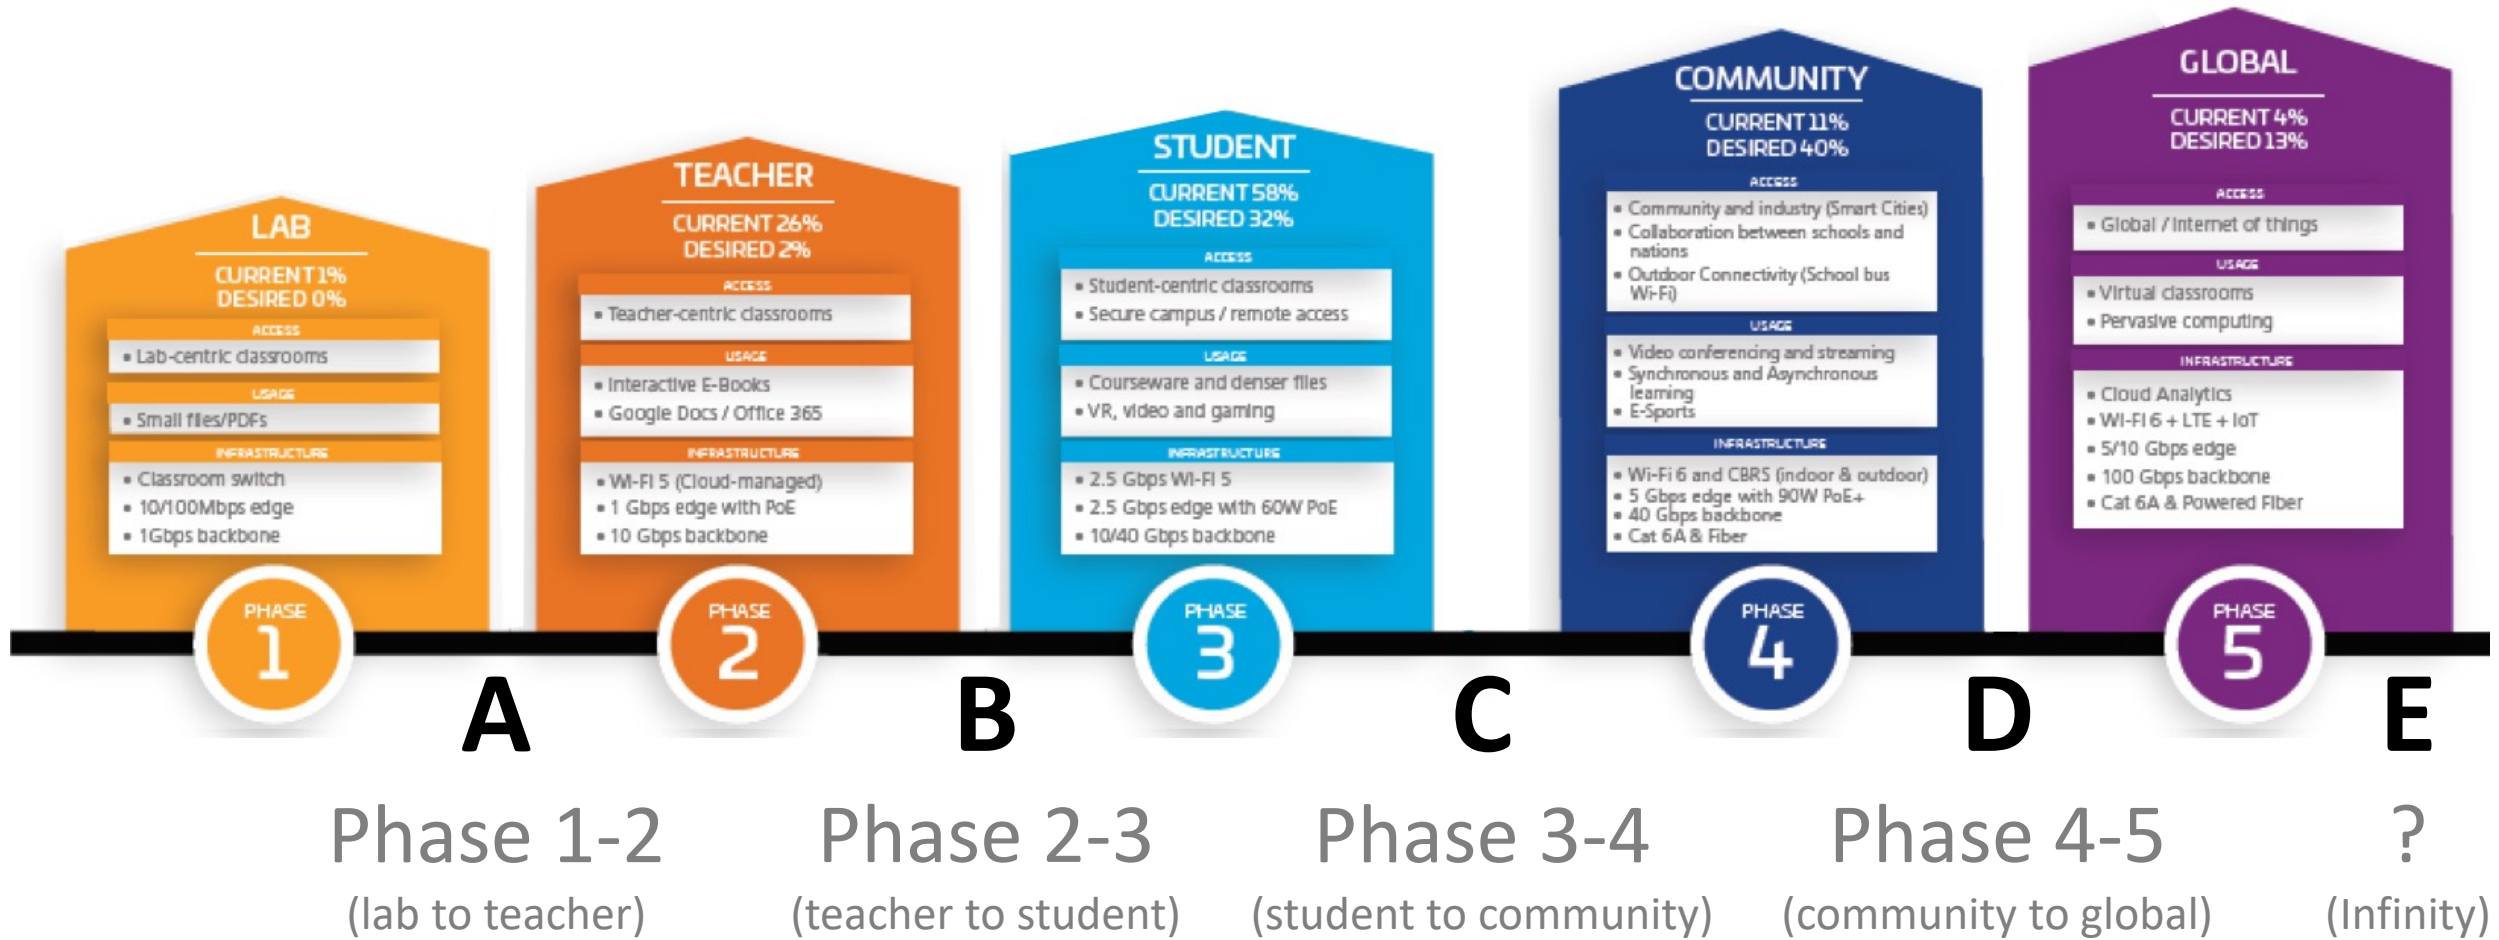 LAB
CURRENT 1%
DESIRED 0%
ACCESS
▪ Lab-centric classrooms
USAGE
▪ Small files/PDFs
INFRASTRUCTURE
▪ Classroom switch
▪ 10/100Mbps edge
▪ 1Gbps backbone
PHASE
1
TEACHER
CURRENT 26%
DESIRED 2%
ACCESS
▪ Teacher-centric classrooms
USAGE
▪ Interactive E-Books
▪ Google Docs / Office 365
INFRASTRUCTURE
▪ Wi-Fi 5 (Cloud-managed)
▪ 1 Gbps edge with PoE
▪ 10 Gbps backbone
PHASE
2
STUDENT
CURRENT 58%
DESIRED 32%
ACCESS
▪ Student-centric classrooms
▪ Secure campus / remote access
USAGE
▪ Courseware and denser files
▪ VR, video and gaming
INFRASTRUCTURE
▪ 2.5 Gbps Wi-Fi 5
▪ 2.5 Gbps edge with 60W PoE
▪ 10/40 Gbps backbone
PHASE
3
COMMUNITY
CURRENT 11%
DESIRED 40%
ACCESS
▪ Community and industry (Smart Cities)
▪ Collaboration between schools and
nations
▪ Outdoor Connectivity (School bus
Wi-Fi)
USAGE
▪ Video conferencing and streaming
▪ Synchronous and Asynchronous
learning
▪ E-Sports
INFRASTRUCTURE
▪ Wi-Fi 6 and CBRS (indoor & outdoor)
▪ 5 Gbps edge with 90W PoE+
▪ 40 Gbps backbone
▪ Cat 6A & Fiber
PHASE
4
GLOBAL
CURRENT 4%
DESIRED 13%
ACCESS
▪ Global / Internet of things
USAGE
▪ Virtual classrooms
▪ Pervasive computing
INFRASTRUCTURE
▪ Cloud Analytics
▪ Wi-Fi 6 + LTE + IoT
▪ 5/10 Gbps edge
▪ 100 Gbps backbone
▪ Cat 6A & Powered Fiber
PHASE
5
A
B
C
D
E
Phase 1-2
(lab to teacher)
Phase 2-3
(teacher to student)
Phase 3-4
(student to community)
Phase 4-5
(community to global)
?
(Infinity)